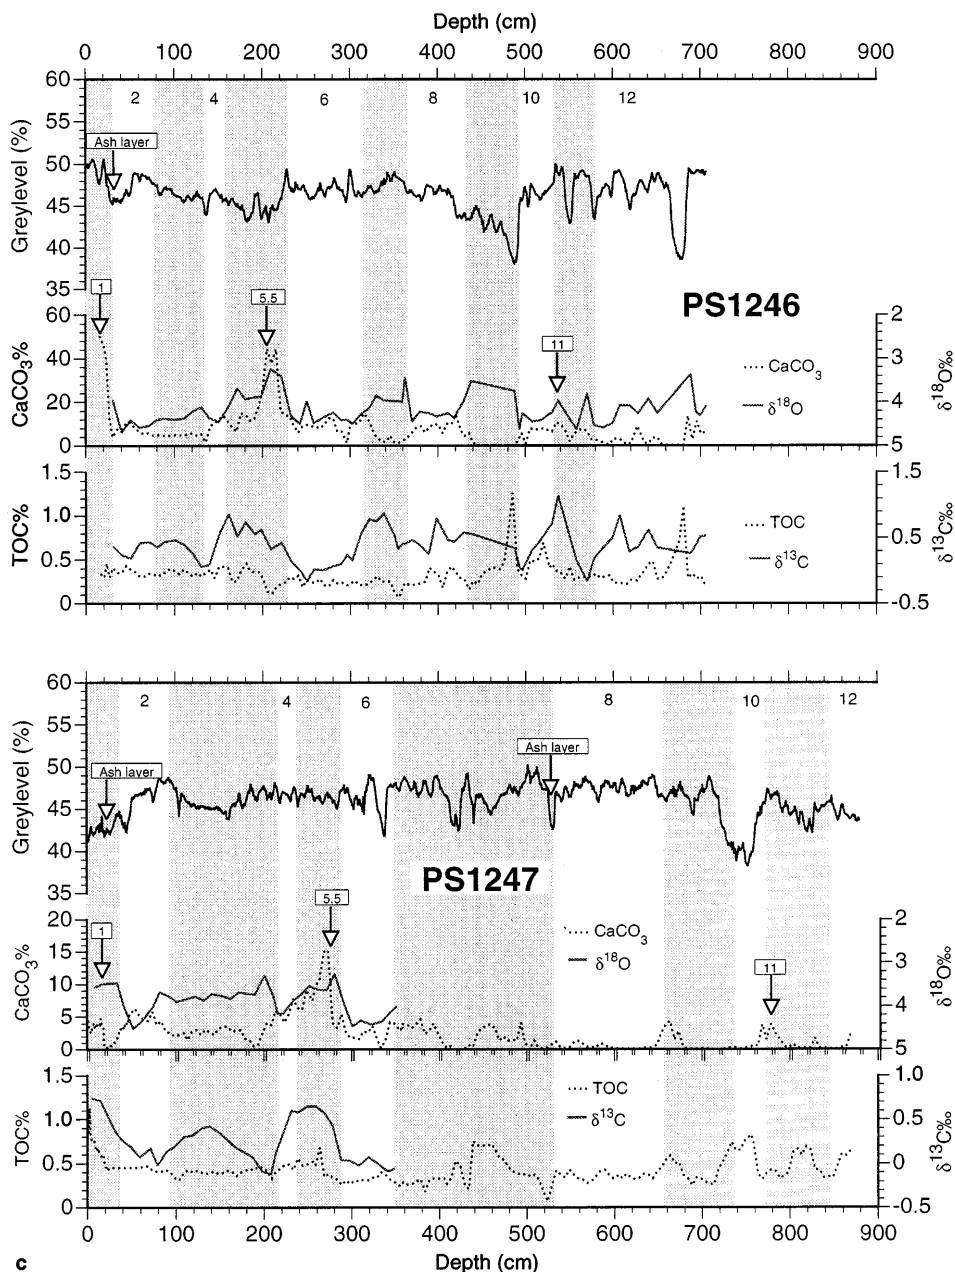 Depth (cm)
0 100 200 300 400 500 600 700 800 900
60
2 4 6 8 10 12
55
Ash layer
50
45
40
35
Greylevel (%)
1
5.5
PS1246
60
40
20
0
CaCO3%
11
CaCO3
δ18O
2
3
4
5
δ18O‰
1.5
1.0
0.5
0
TOC%
TOC
δ13C
1.5
0.5
-0.5
δ13C‰
60
2 4 6 8 10 12
55
Ash layer
Ash layer
50
45
40
35
Greylevel (%)
PS1247
1
5.5
20
15
10
5
0
CaCO3%
CaCO3
δ18O
11
2
3
4
5
δ18O‰
1.5
1.0
0.5
0
TOC%
TOC
δ13C
1.0
0.5
0
-0.5
δ13C‰
0 100 200 300 400 500 600 700 800 900
Depth (cm)
c